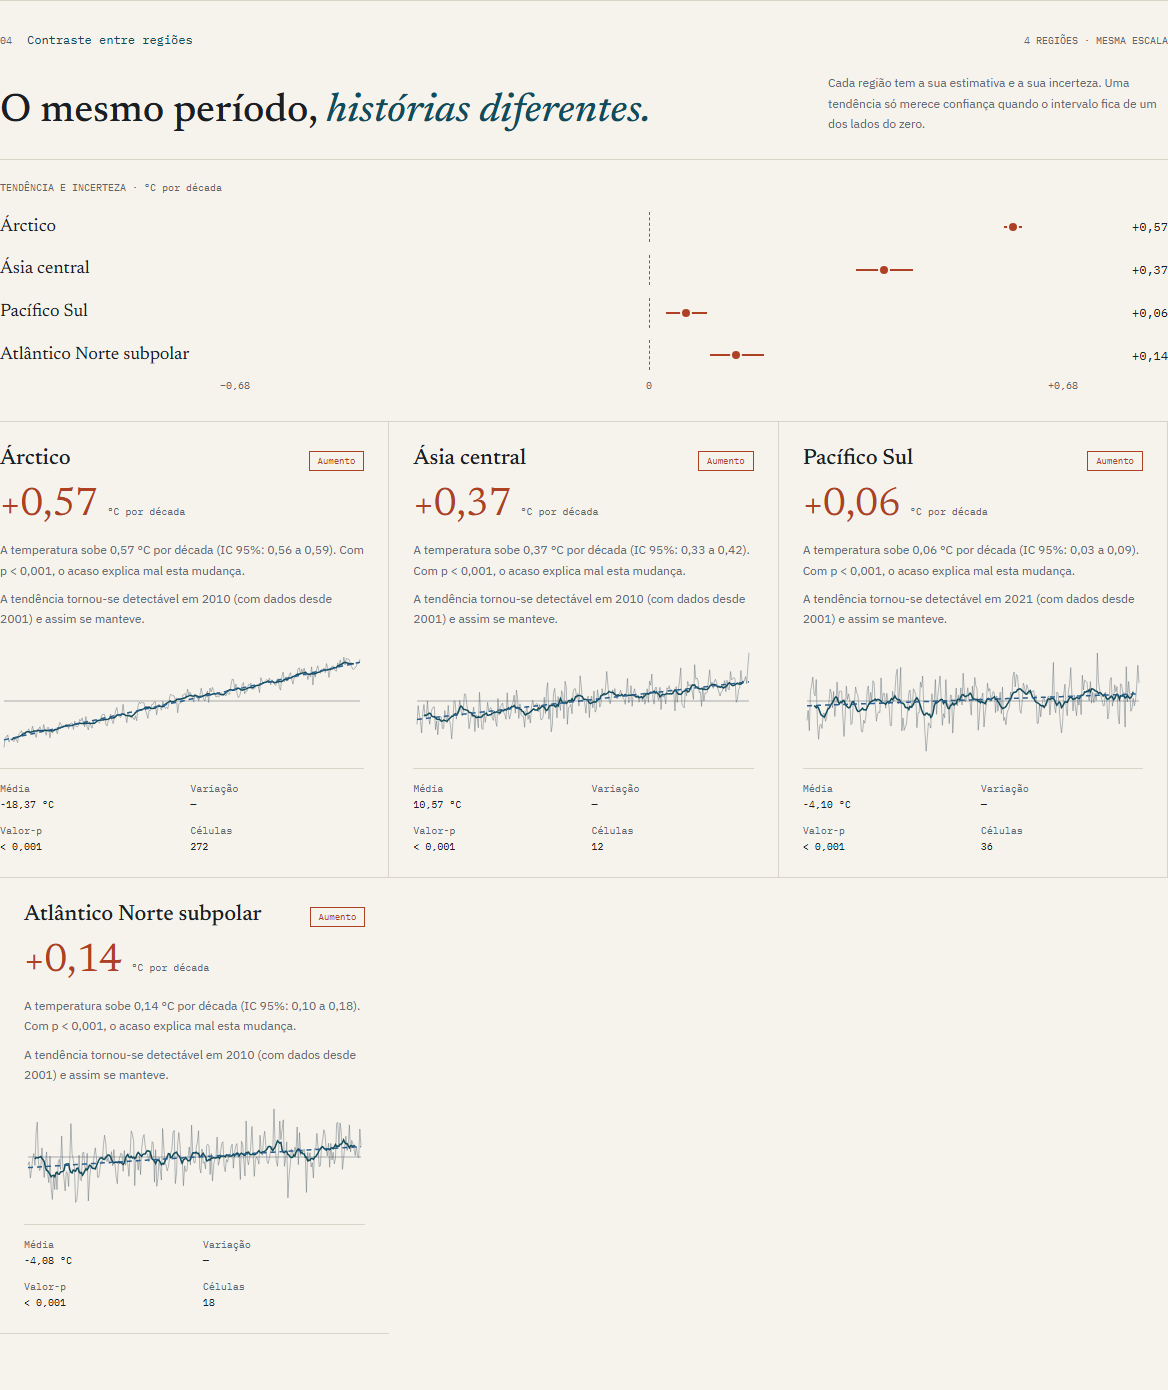 04 Contraste entre regiões
4 REGIÕES · MESMA ESCALA
O mesmo período, histórias diferentes.
Cada região tem a sua estimativa e a sua incerteza. Uma
tendência só merece confiança quando o intervalo fica de um
dos lados do zero.
TENDÊNCIA E INCERTEZA · °C por década
Árctico +0,57
Ásia central +0,37
Pacífico Sul +0,06
Atlântico Norte subpolar +0,14
−0,68 0 +0,68
Árctico
Aumento
+0,57 °C por década
A temperatura sobe 0,57 °C por década (IC 95%: 0,56 a 0,59). Com
p < 0,001, o acaso explica mal esta mudança.
A tendência tornou-se detectável em 2010 (com dados desde
2001) e assim se manteve.
Média Variação
-18,37 °C —
Valor-p Células
< 0,001 272
Ásia central
Aumento
+0,37 °C por década
A temperatura sobe 0,37 °C por década (IC 95%: 0,33 a 0,42).
Com p < 0,001, o acaso explica mal esta mudança.
A tendência tornou-se detectável em 2010 (com dados desde
2001) e assim se manteve.
Média Variação
10,57 °C —
Valor-p Células
< 0,001 12
Pacífico Sul
Aumento
+0,06 °C por década
A temperatura sobe 0,06 °C por década (IC 95%: 0,03 a 0,09).
Com p < 0,001, o acaso explica mal esta mudança.
A tendência tornou-se detectável em 2021 (com dados desde
2001) e assim se manteve.
Média Variação
-4,10 °C —
Valor-p Células
< 0,001 36
Atlântico Norte subpolar
Aumento
+0,14 °C por década
A temperatura sobe 0,14 °C por década (IC 95%: 0,10 a 0,18).
Com p < 0,001, o acaso explica mal esta mudança.
A tendência tornou-se detectável em 2010 (com dados desde
2001) e assim se manteve.
Média Variação
-4,08 °C —
Valor-p Células
< 0,001 18